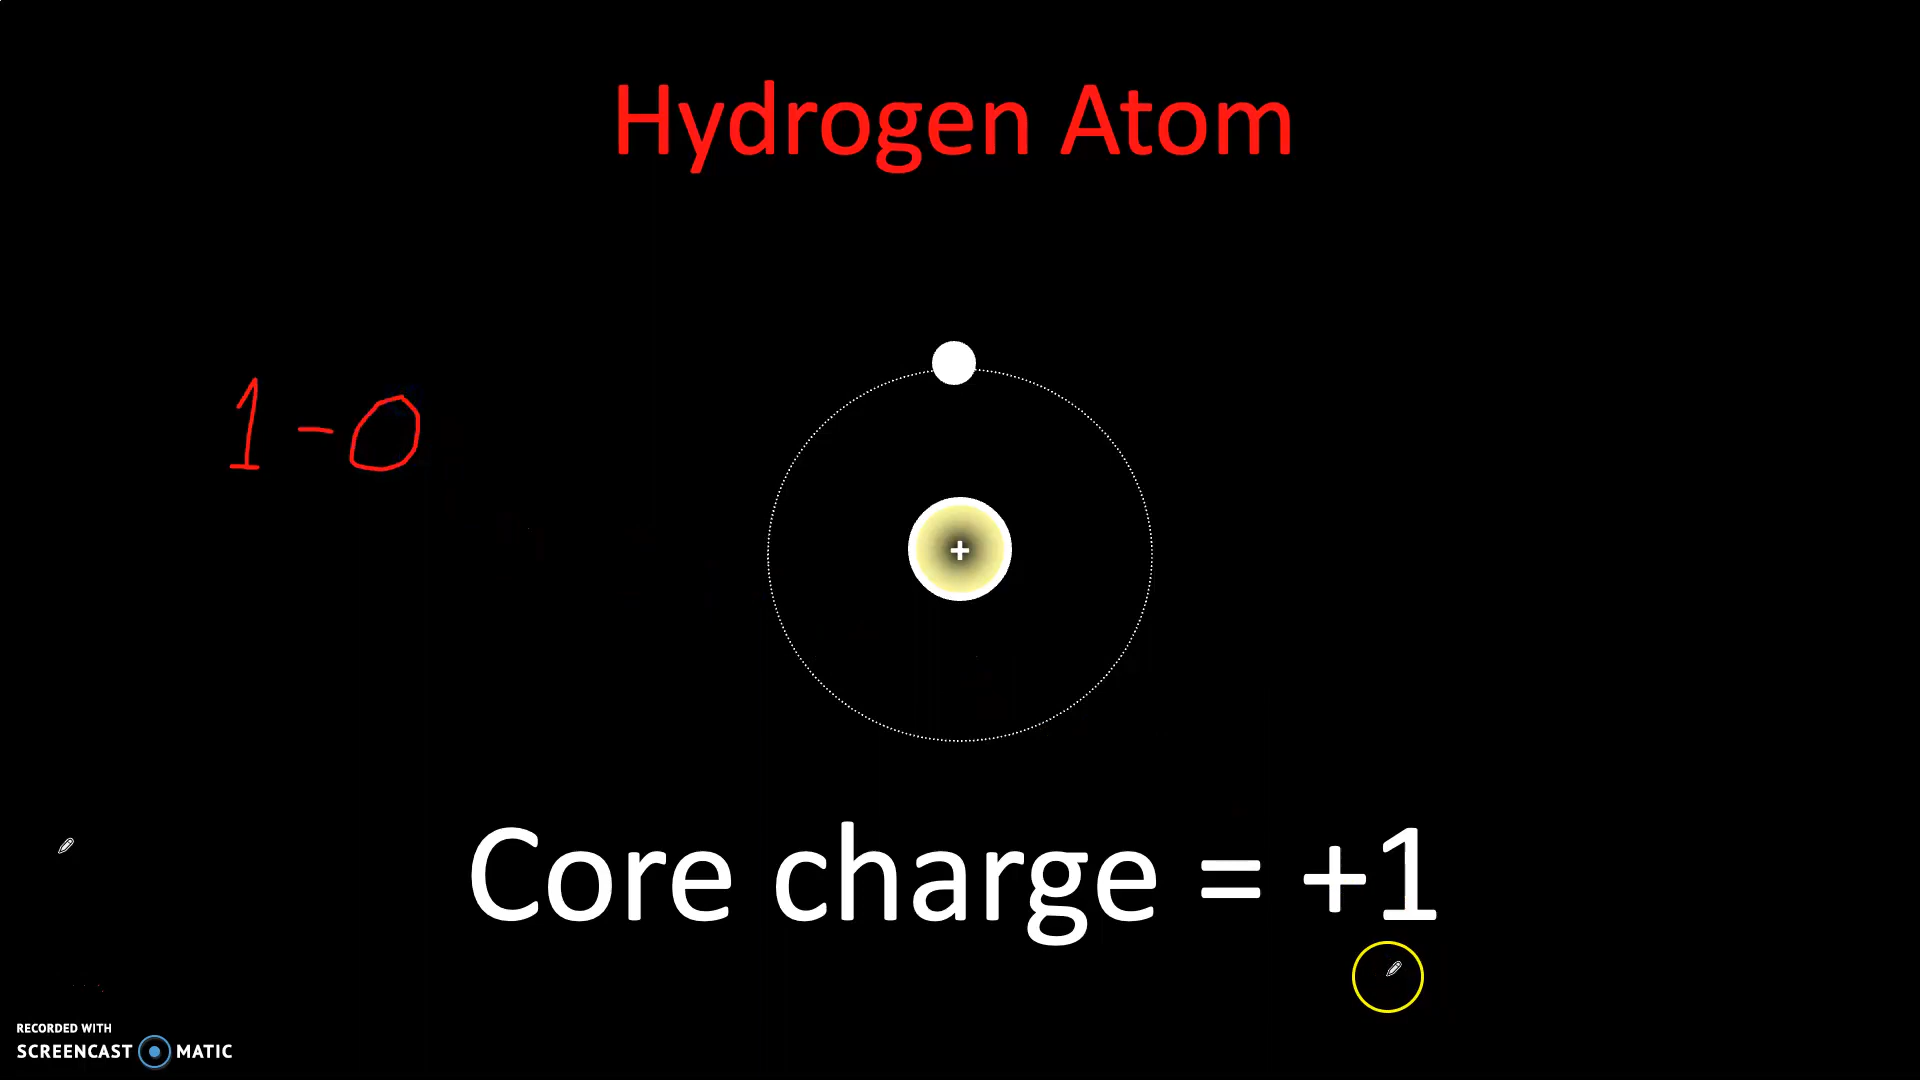 Hydrogen Atom
1-0
+
Core charge = +1
RECORDED WITH
SCREENCAST MATIC